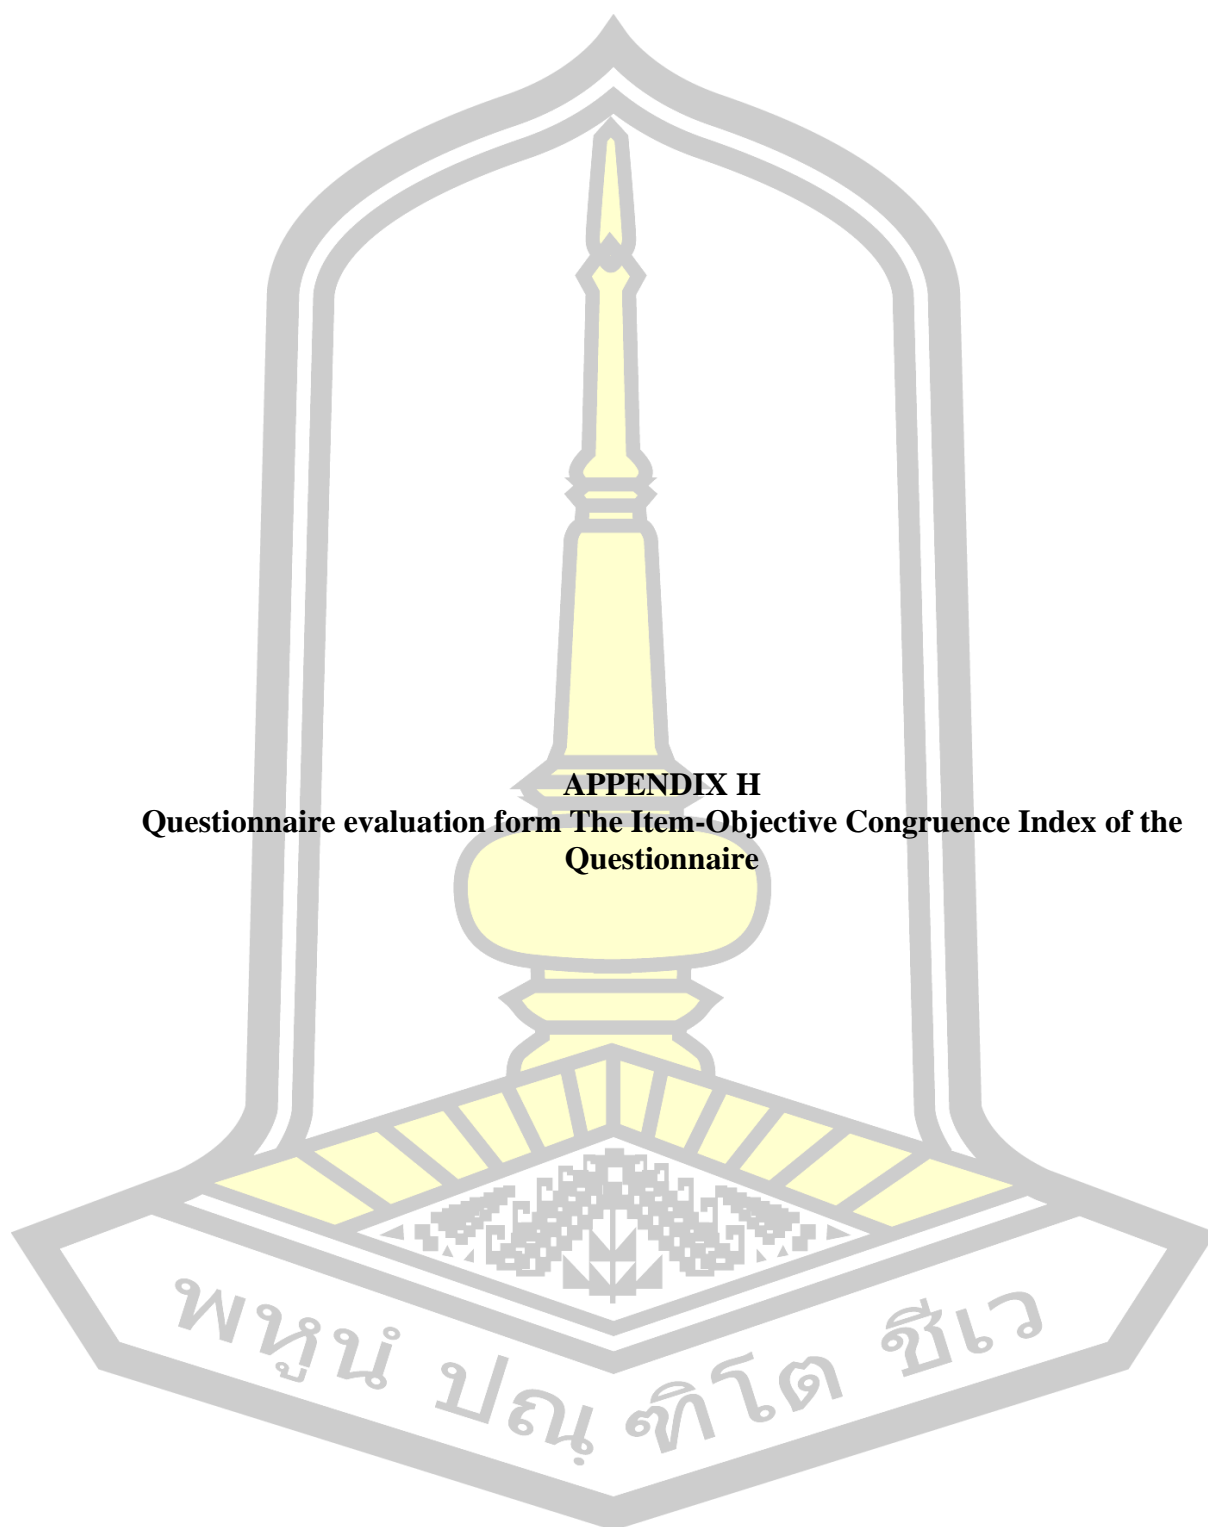 APPENDIX H
Questionnaire evaluation form The Item-Objective Congruence Index of the
Questionnaire
พหูนํ ปณฺฑิโต ชีเว